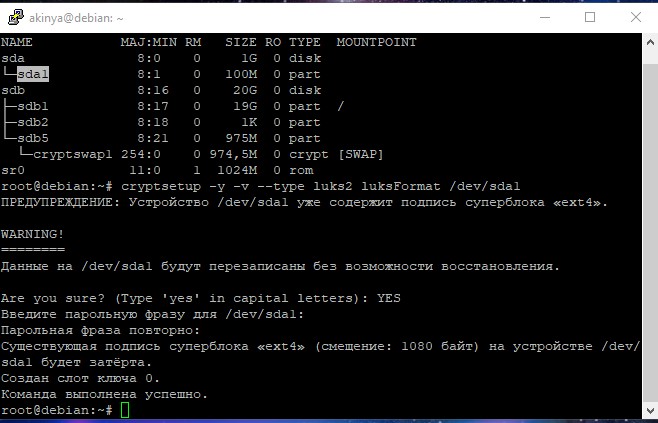 akinya@debian: ~
NAME MAJ:MIN RM SIZE RO TYPE MOUNTPOINT
sda 8:0 0 1G 0 disk
└─sda1 8:1 0 100M 0 part
sdb 8:16 0 20G 0 disk
├─sdb1 8:17 0 19G 0 part /
├─sdb2 8:18 0 1K 0 part
└─sdb5 8:21 0 975M 0 part
└─cryptswap1 254:0 0 974,5M 0 crypt [SWAP]
sr0 11:0 1 1024M 0 rom
root@debian:~# cryptsetup -y -v --type luks2 luksFormat /dev/sda1
ПРЕДУПРЕЖДЕНИЕ: Устройство /dev/sda1 уже содержит подпись суперблока «ext4».
WARNING!
========
Данные на /dev/sda1 будут перезаписаны без возможности восстановления.
Are you sure? (Type 'yes' in capital letters): YES
Введите парольную фразу для /dev/sda1:
Парольная фраза повторно:
Существующая подпись суперблока «ext4» (смещение: 1080 байт) на устройстве /dev/
sda1 будет затёрта.
Создан слот ключа 0.
Команда выполнена успешно.
root@debian:~#